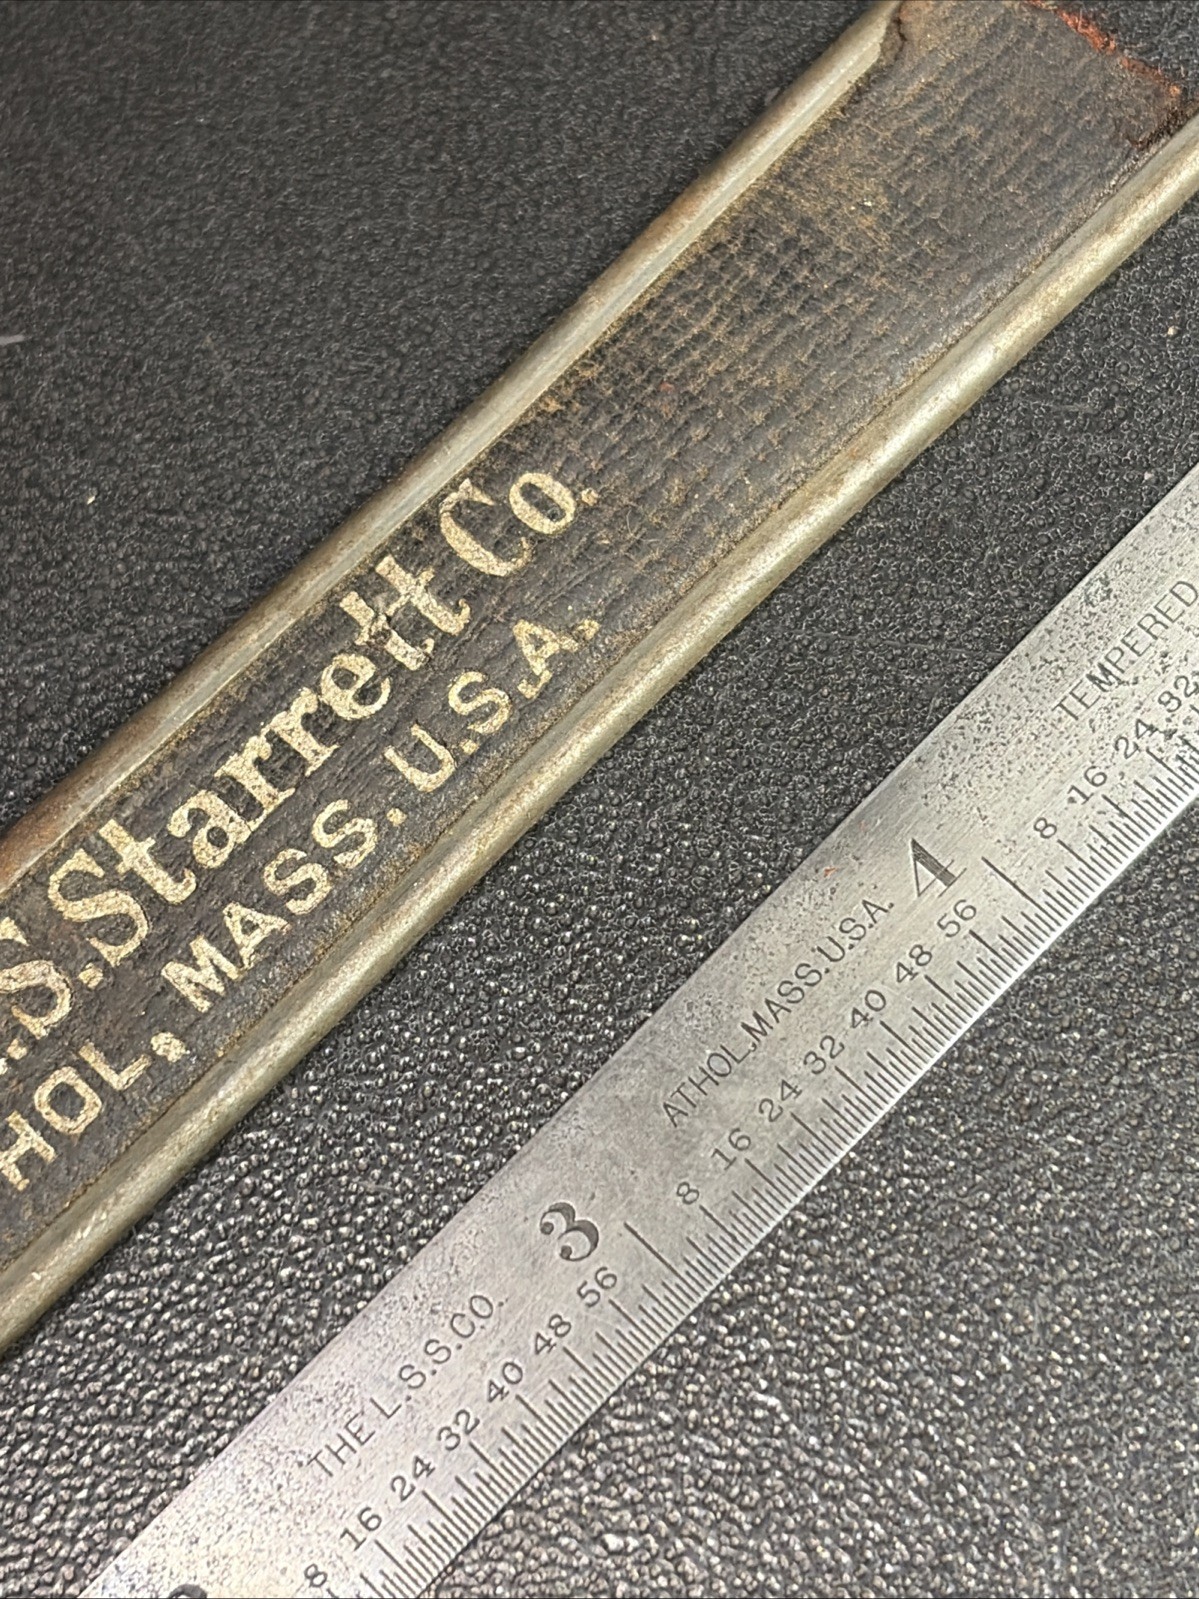 .S. Starrett Co.
HOL, MASS. U.S.A.
THE L.S.S.CO.
3
ATHOL, MASS. U.S.A.
4
TEMPERED
8 16 24 32 40 48 56
8 16 24 32 40 48 56
8 16 24 32